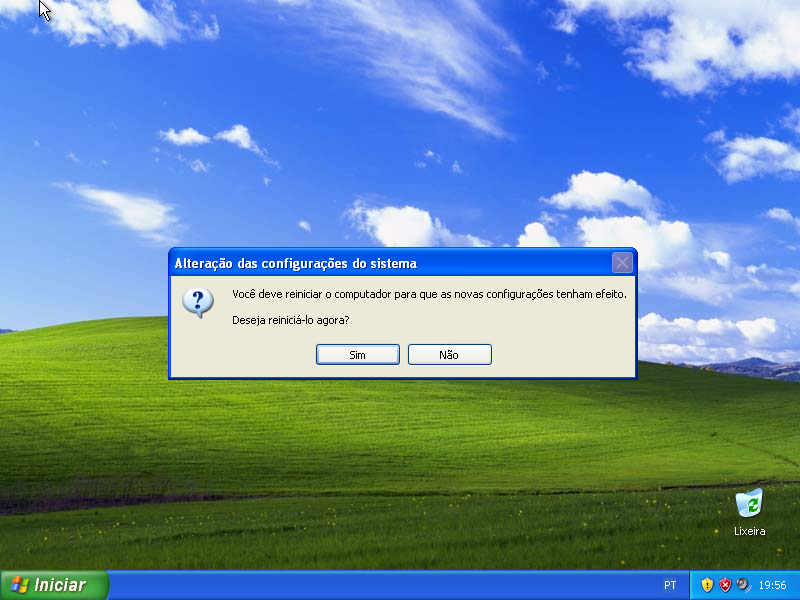 Alteração das configurações do sistema
Você deve reiniciar o computador para que as novas configurações tenham efeito.
Deseja reiniciá-lo agora?
Sim
Não
Lixeira
Iniciar
PT
19:56